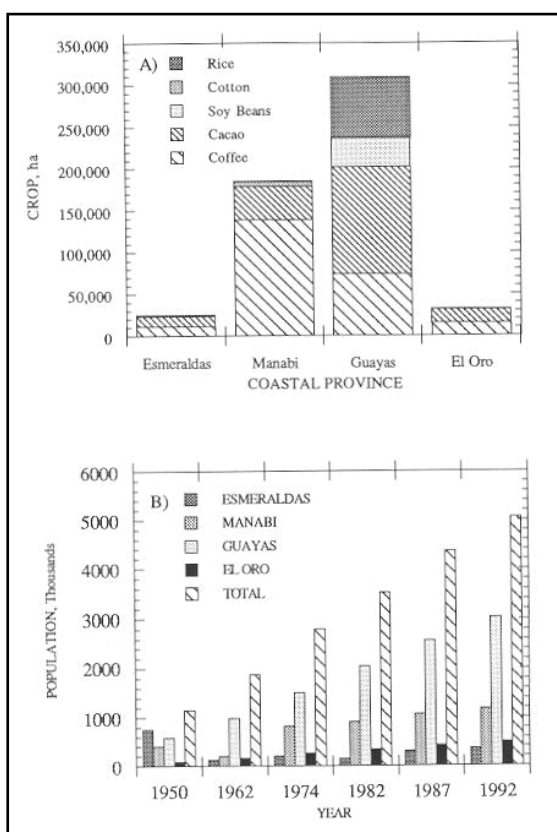 350,000
A)
Rice
300,000
Cotton
250,000
Soy Beans
Cacao
200,000
Coffee
150,000
100,000
50,000
0
CROP, ha
Esmeraldas Manabi Guayas El Oro
COASTAL PROVINCE
6000
B)
ESMERALDAS
5000
MANABI
GUAYAS
4000
EL ORO
TOTAL
3000
2000
1000
0
POPULATION, Thousands
1950 1962 1974 1982 1987 1992
YEAR